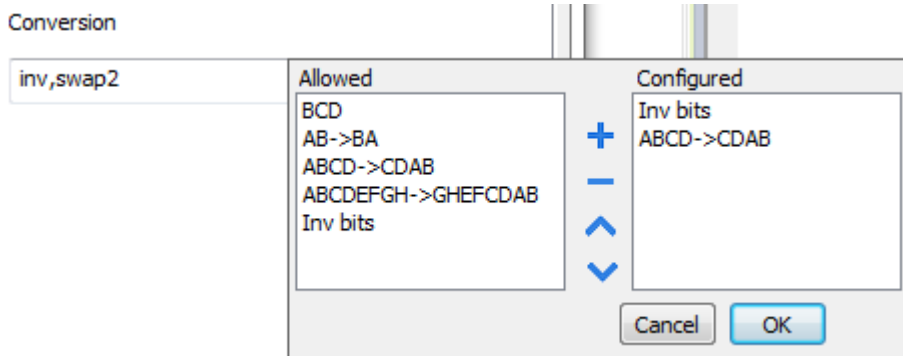 Conversion
inv,swap2
Allowed
BCD
AB->BA
ABCD->CDAB
ABCDEFGH->GHEFCDAB
Inv bits
Configured
Inv bits
ABCD->CDAB
Cancel
OK